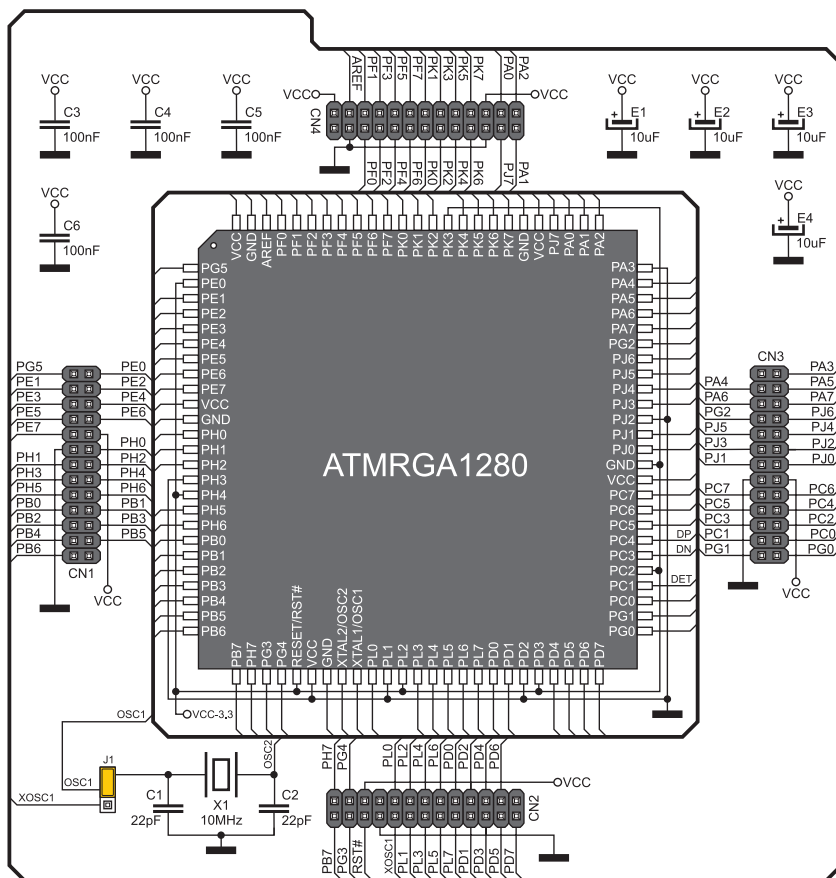 AREF PF1 PF3 PF5 PF7 PK1 PK3 PK5 PK7 PA0 PA2
VCC VCC VCC VCC VCC VCC VCC VCC
C3 C4 C5 CN4 E1 E2 E3
100nF 100nF 100nF 10uF 10uF 10uF
PF0 PF2 PF4 PF6 PK0 PK2 PK4 PK6 PJ7 PA1
VCC VCC
C6 E4
100nF 10uF
VCC GND AREF PF0 PF1 PF2 PF3 PF4 PF5 PF6 PF7 PK0 PK1 PK2 PK3 PK4 PK5 PK6 PK7 GND VCC PJ7 PA0 PA1 PA2
PG5
PE0
PE1
PE2
PE3
PE4
PE5
PE6
PE7
VCC
GND
PH0
PH1
PH2
PH3
PH4
PH5
PH6
PB0
PB1
PB2
PB3
PB4
PB5
PB6
ATMRGA1280
PA3
PA4
PA5
PA6
PA7
PG2
PJ6
PJ5
PJ4
PJ3
PJ2
PJ1
PJ0
GND
VCC
PC7
PC6
PC5
PC4
PC3
PC2
PC1
PC0
PG1
PG0
DP
DN
DET
PB7 PH7 PG3 PG4 RESET/RST# VCC GND XTAL2/OSC2 XTAL1/OSC1 PL0 PL1 PL2 PL3 PL4 PL5 PL6 PL7 PD0 PD1 PD2 PD3 PD4 PD5 PD6 PD7
PG5 PE0
PE1 PE2
PE3 PE4
PE5 PE6
PE7
PH0
PH1 PH2
PH3 PH4
PH5 PH6
PB0 PB1
PB2 PB3
PB4 PB5
PB6
CN1
VCC
CN3
PA3
PA4 PA5
PA6 PA7
PG2 PJ6
PJ5 PJ4
PJ3 PJ2
PJ1 PJ0
PC7 PC6
PC5 PC4
PC3 PC2
PC1 PC0
PG1 PG0
VCC
VCC-3,3
OSC1
OSC2
J1
OSC1
XOSC1
C1
22pF
X1
10MHz
C2
22pF
PH7 PG4 PL0 PL2 PL4 PL6 PD0 PD2 PD4 PD6
VCC
CN2
PB7 PG3 RST# XOSC1 PL1 PL3 PL5 PL7 PD1 PD3 PD5 PD7